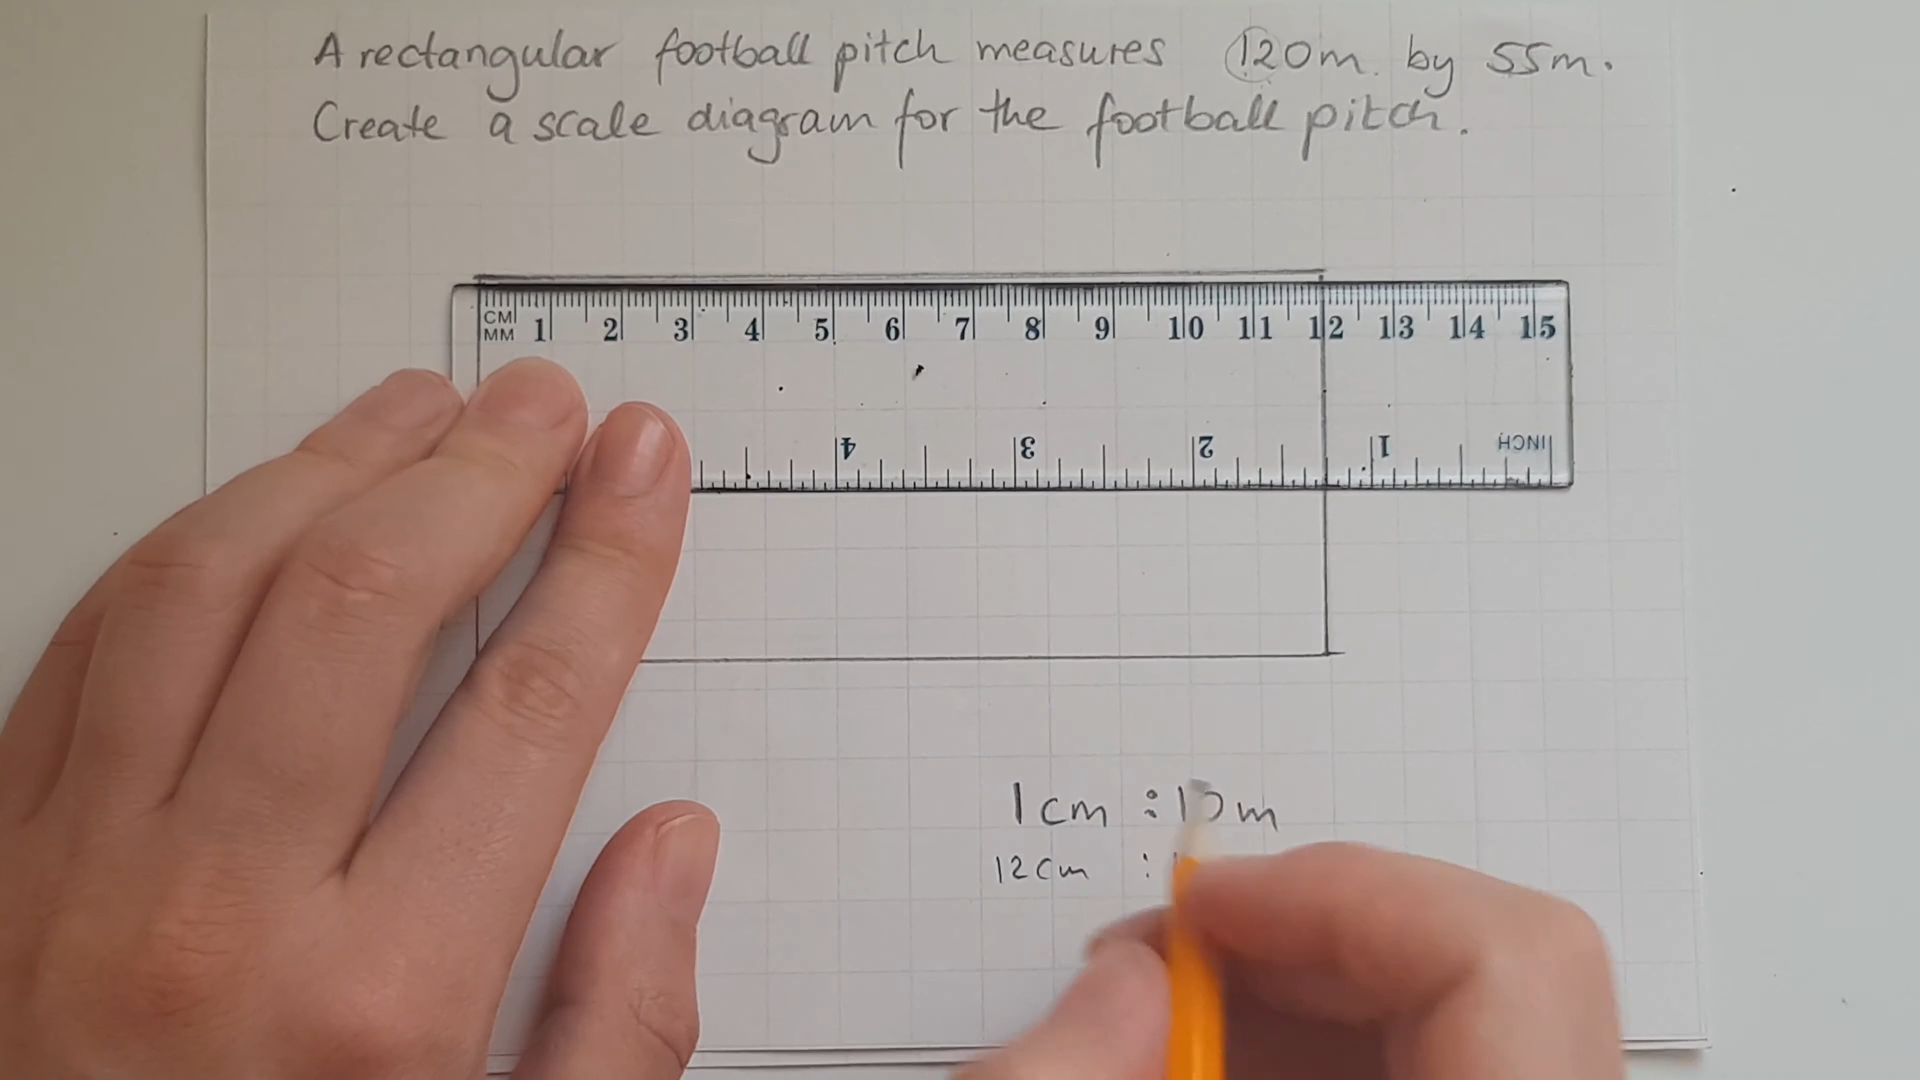 A rectangular football pitch measures 120m by 55m.
Create a scale diagram for the football pitch.
CM 1 2 3 4 5 6 7 8 9 10 11 12 13 14 15
MM
4 3 2 1 INCH
1cm : 10m
12cm :